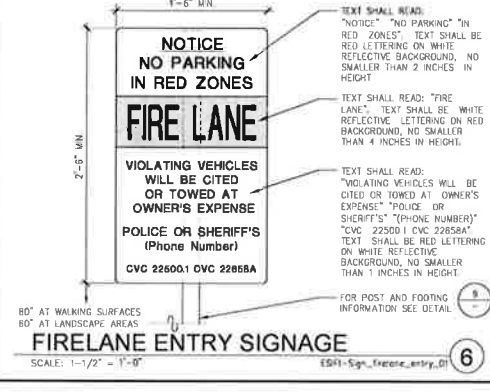 1'-6" MIN.
NOTICE
NO PARKING
IN RED ZONES
FIRE LANE
VIOLATING VEHICLES
WILL BE CITED
OR TOWED AT
OWNER'S EXPENSE
POLICE OR SHERIFF'S
(Phone Number)
CVC 22500.1 CVC 22658A
2'-6" MIN
TEXT SHALL READ:
"NOTICE" "NO PARKING" "IN
RED ZONES". TEXT SHALL BE
RED LETTERING ON WHITE
REFLECTIVE BACKGROUND, NO
SMALLER THAN 2 INCHES IN
HEIGHT
TEXT SHALL READ: "FIRE
LANE". TEXT SHALL BE WHITE
REFLECTIVE LETTERING ON RED
BACKGROUND, NO SMALLER
THAN 4 INCHES IN HEIGHT.
TEXT SHALL READ:
"VIOLATING VEHICLES WILL BE
CITED OR TOWED AT OWNER'S
EXPENSE" "POLICE OR
SHERIFF'S" "(PHONE NUMBER)"
"CVC 22500.1 CVC 22658A"
TEXT SHALL BE RED LETTERING
ON WHITE REFLECTIVE
BACKGROUND, NO SMALLER
THAN 1 INCHES IN HEIGHT.
FOR POST AND FOOTING
INFORMATION SEE DETAIL
80" AT WALKING SURFACES
60" AT LANDSCAPE AREAS
FIRELANE ENTRY SIGNAGE
SCALE: 1-1/2" = 1'-0"
6